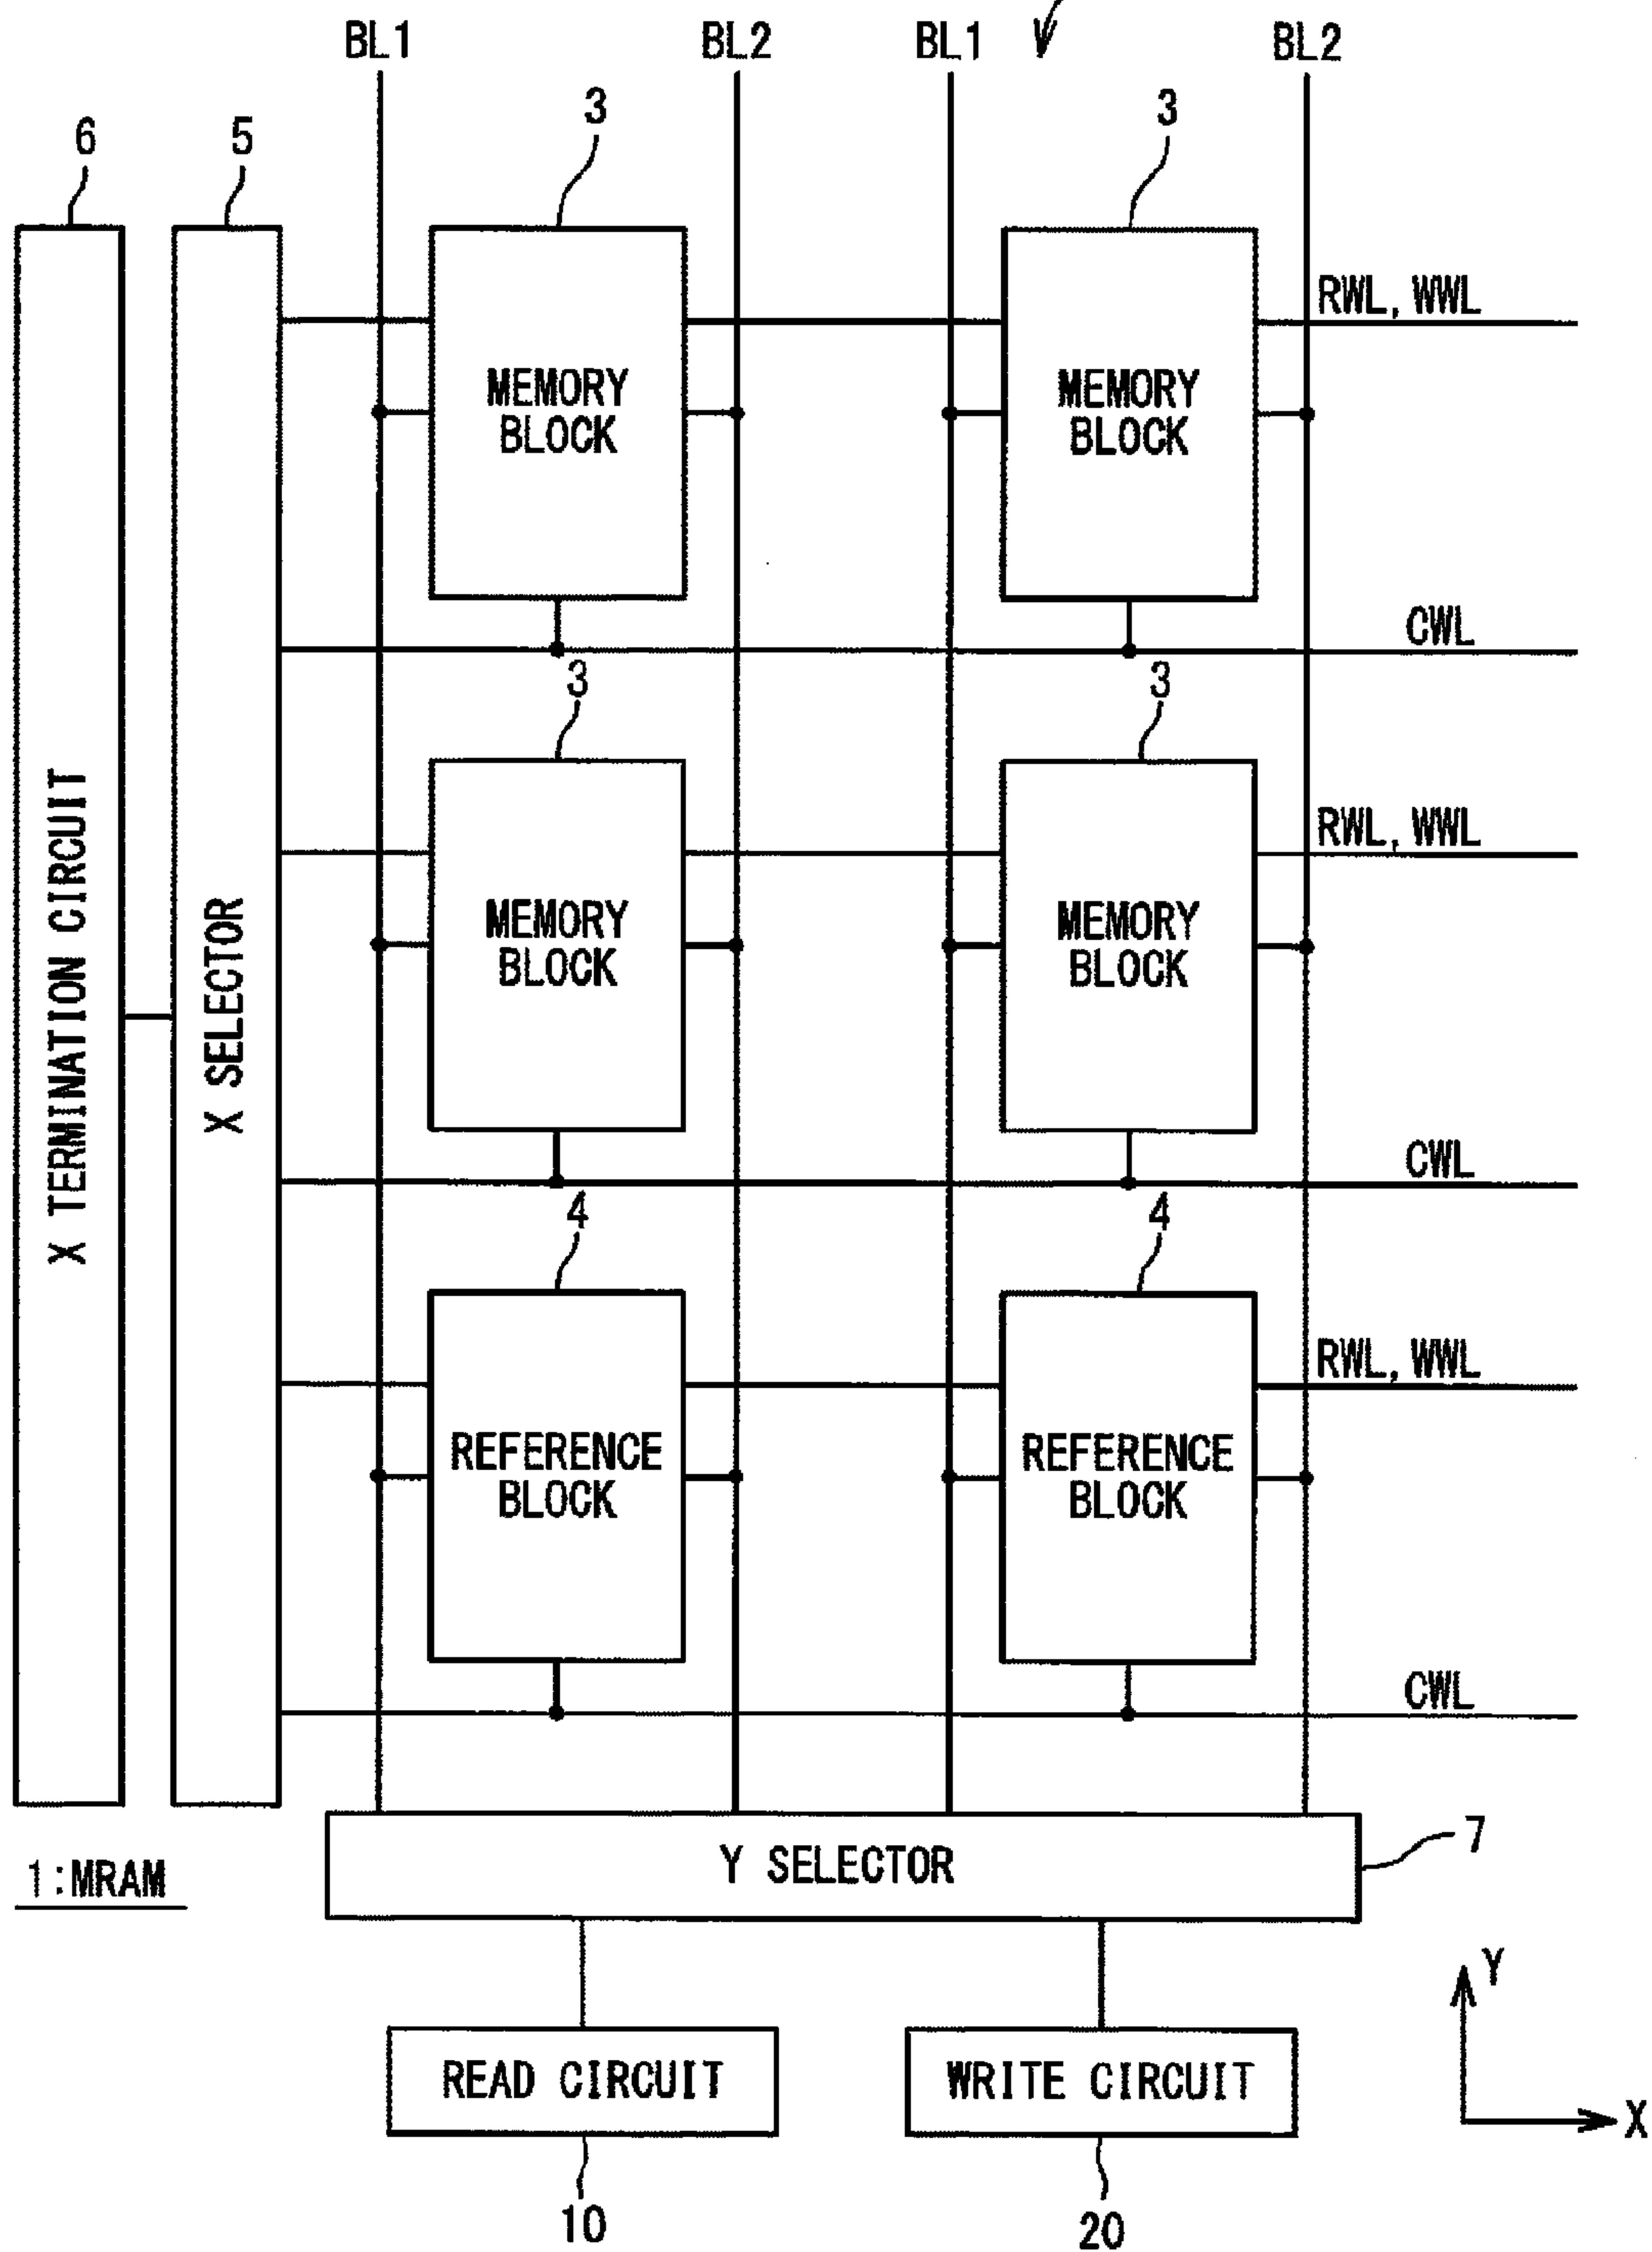 BL1 BL2 BL1 BL2
3 3
6 5
RWL, WWL
MEMORY
BLOCK
MEMORY
BLOCK
CWL
3 3
RWL, WWL
MEMORY
BLOCK
MEMORY
BLOCK
X TERMINATION CIRCUIT
X SELECTOR
CWL
4 4
RWL, WWL
REFERENCE
BLOCK
REFERENCE
BLOCK
CWL
Y SELECTOR
7
1:MRAM
Y
X
READ CIRCUIT
WRITE CIRCUIT
10
20